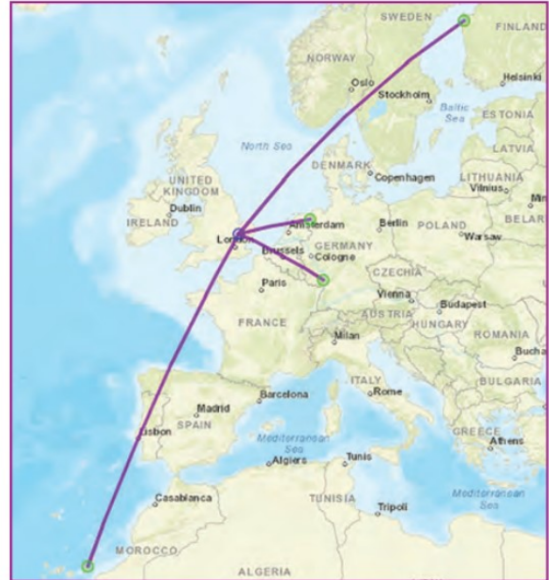 SWEDEN
FINLAND
NORWAY
Oslo
Helsinki
Stockholm
Baltic
Sea
ESTONIA
North Sea
LATVIA
DENMARK
Copenhagen
LITHUANIA
Vilnius
UNITED
KINGDOM
Min
Dublin
IRELAND
Amsterdam
Berlin
POLAND
BELAR
London
Warsaw
Brussels
GERMANY
Cologne
CZECHIA
Paris
Vienna
Budapest
AUSTRIA
HUNGARY
FRANCE
Milan
ROMANIA
Bucha
ITALY
Rome
BULGARIA
Barcelona
Madrid
SPAIN
Lisbon
Mediterranean
Sea
GREECE
Athens
Algiers
Tunis
Casablanca
TUNISIA
Tripoli
Mediterranean
Sea
MOROCCO
ALGERIA